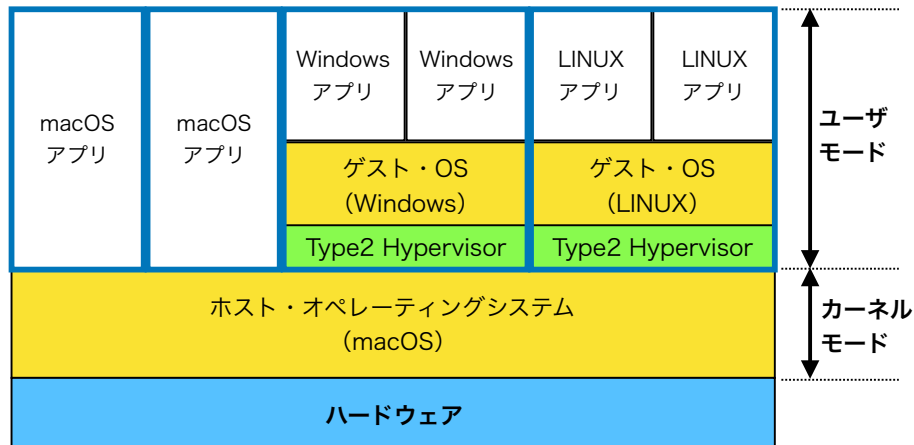 macOS
アプリ
macOS
アプリ
Windows
アプリ
Windows
アプリ
LINUX
アプリ
LINUX
アプリ
ゲスト・OS
（Windows）
ゲスト・OS
（LINUX）
Type2 Hypervisor
Type2 Hypervisor
ユーザ
モード
ホスト・オペレーティングシステム
（macOS）
カーネル
モード
ハードウェア